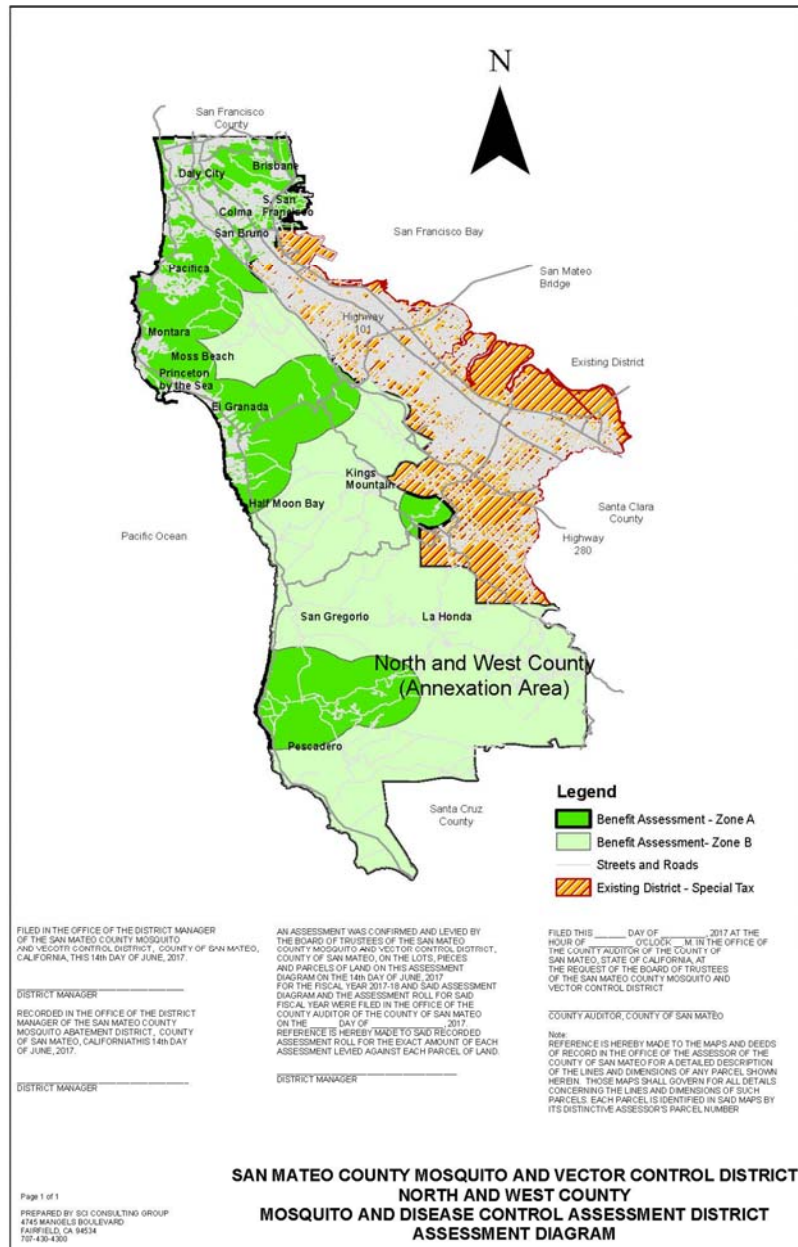 N
San Francisco
County
Daly City
Brisbane
S. San
Francisco
Colma
San Bruno
San Francisco Bay
San Mateo
Bridge
Pacifica
Highway
101
Montara
Moss Beach
Existing District
Princeton
by the Sea
El Granada
Kings
Mountain
Half Moon Bay
Santa Clara
County
Pacific Ocean
Highway
280
San Gregorio
La Honda
North and West County
(Annexation Area)
Pescadero
Santa Cruz
County
Legend
Benefit Assessment - Zone A
Benefit Assessment- Zone B
Streets and Roads
Existing District - Special Tax
FILED IN THE OFFICE OF THE DISTRICT MANAGER
OF THE SAN MATEO COUNTY MOSQUITO
AND VECOTR CONTROL DISTRICT, COUNTY OF SAN MATEO,
CALIFORNIA, THIS 14th DAY OF JUNE, 2017.
DISTRICT MANAGER
RECORDED IN THE OFFICE OF THE DISTRICT
MANAGER OF THE SAN MATEO COUNTY
MOSQUITO ABATEMENT DISTRICT, COUNTY
OF SAN MATEO, CALIFORNIATHIS 14th DAY
OF JUNE, 2017.
DISTRICT MANAGER
AN ASSESSMENT WAS CONFIRMED AND LEVIED BY
THE BOARD OF TRUSTEES OF THE SAN MATEO
COUNTY MOSQUITO AND VECTOR CONTROL DISTRICT,
COUNTY OF SAN MATEO, ON THE LOTS, PIECES
AND PARCELS OF LAND ON THIS ASSESSMENT
DIAGRAM ON THE 14th DAY OF JUNE, 2017
FOR THE FISCAL YEAR 2017-18 AND SAID ASSESSMENT
DIAGRAM AND THE ASSESSMENT ROLL FOR SAID
FISCAL YEAR WERE FILED IN THE OFFICE OF THE
COUNTY AUDITOR OF THE COUNTY OF SAN MATEO
ON THE ______ DAY OF ______________, 2017.
REFERENCE IS HEREBY MADE TO SAID RECORDED
ASSESSMENT ROLL FOR THE EXACT AMOUNT OF EACH
ASSESSMENT LEVIED AGAINST EACH PARCEL OF LAND.
DISTRICT MANAGER
FILED THIS ______ DAY OF ________, 2017 AT THE
HOUR OF ______ O'CLOCK __M. IN THE OFFICE OF
THE COUNTY AUDITOR OF THE COUNTY OF
SAN MATEO, STATE OF CALIFORNIA, AT
THE REQUEST OF THE BOARD OF TRUSTEES
OF THE SAN MATEO COUNTY MOSQUITO AND
VECTOR CONTROL DISTRICT
COUNTY AUDITOR, COUNTY OF SAN MATEO
Note:
REFERENCE IS HEREBY MADE TO THE MAPS AND DEEDS
OF RECORD IN THE OFFICE OF THE ASSESSOR OF THE
COUNTY OF SAN MATEO FOR A DETAILED DESCRIPTION
OF THE LINES AND DIMENSIONS OF ANY PARCEL SHOWN
HEREIN. THOSE MAPS SHALL GOVERN FOR ALL DETAILS
CONCERNING THE LINES AND DIMENSIONS OF SUCH
PARCELS. EACH PARCEL IS IDENTIFIED IN SAID MAPS BY
ITS DISTINCTIVE ASSESSOR'S PARCEL NUMBER
SAN MATEO COUNTY MOSQUITO AND VECTOR CONTROL DISTRICT
NORTH AND WEST COUNTY
MOSQUITO AND DISEASE CONTROL ASSESSMENT DISTRICT
ASSESSMENT DIAGRAM
Page 1 of 1
PREPARED BY SCI CONSULTING GROUP
4745 MANGELS BOULEVARD
FAIRFIELD, CA 94534
707-430-4300